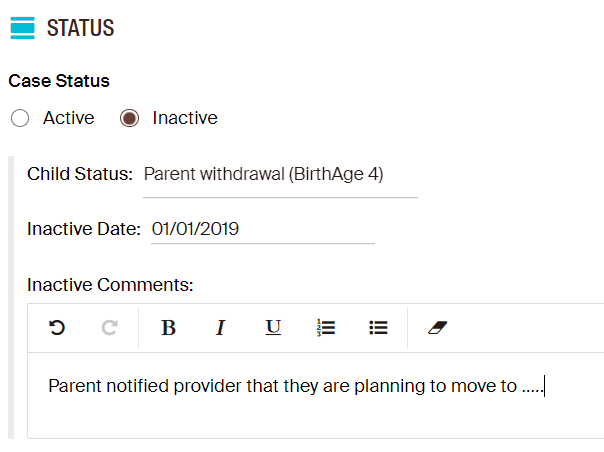 STATUS
Case Status
Active Inactive
Child Status: Parent withdrawal (BirthAge 4)
Inactive Date: 01/01/2019
Inactive Comments:
B I U
Parent notified provider that they are planning to move to .....